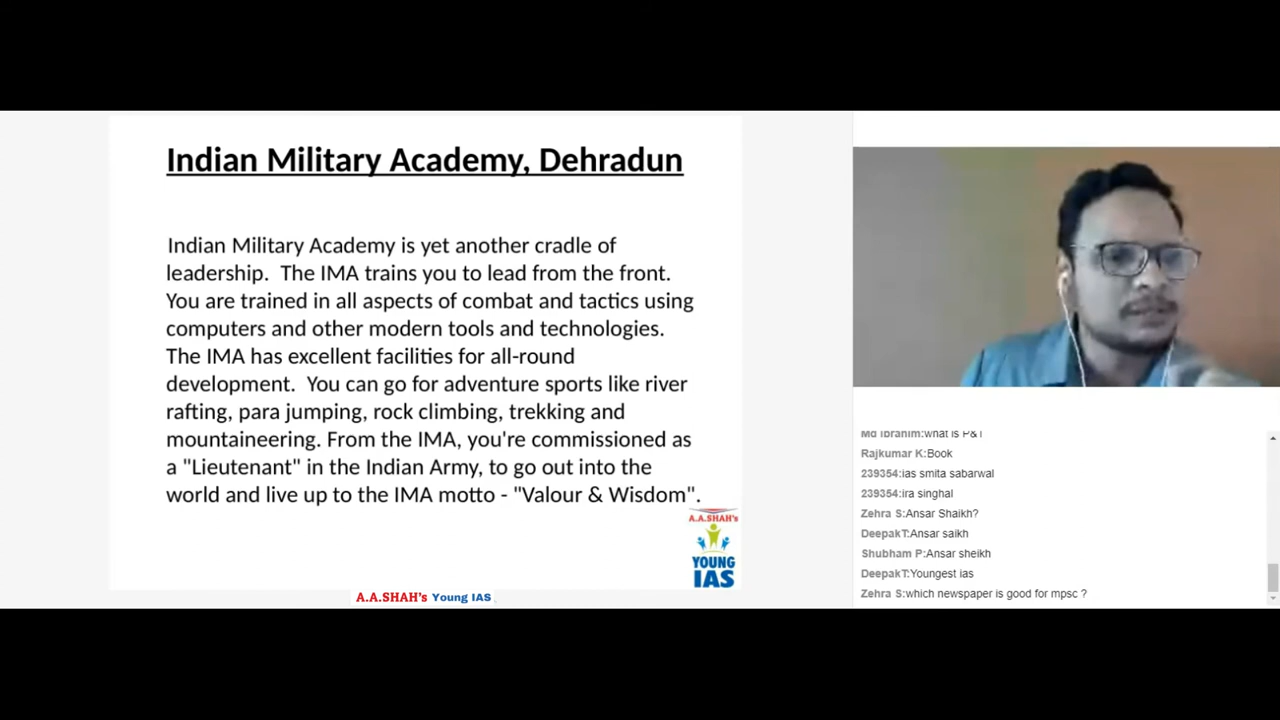 Indian Military Academy, Dehradun
Indian Military Academy is yet another cradle of
leadership.  The IMA trains you to lead from the front.
You are trained in all aspects of combat and tactics using
computers and other modern tools and technologies.
The IMA has excellent facilities for all-round
development.  You can go for adventure sports like river
rafting, para jumping, rock climbing, trekking and
mountaineering. From the IMA, you're commissioned as
a "Lieutenant" in the Indian Army, to go out into the
world and live up to the IMA motto - "Valour & Wisdom".
A.A.SHAH's
YOUNG
IAS
A.A.SHAH's Young IAS
Md Ibrahim:what is P&T
Rajkumar K:Book
239354:ias smita sabarwal
239354:ira singhal
Zehra S:Ansar Shaikh?
DeepakT:Ansar saikh
Shubham P:Ansar sheikh
DeepakT:Youngest ias
Zehra S:which newspaper is good for mpsc ?